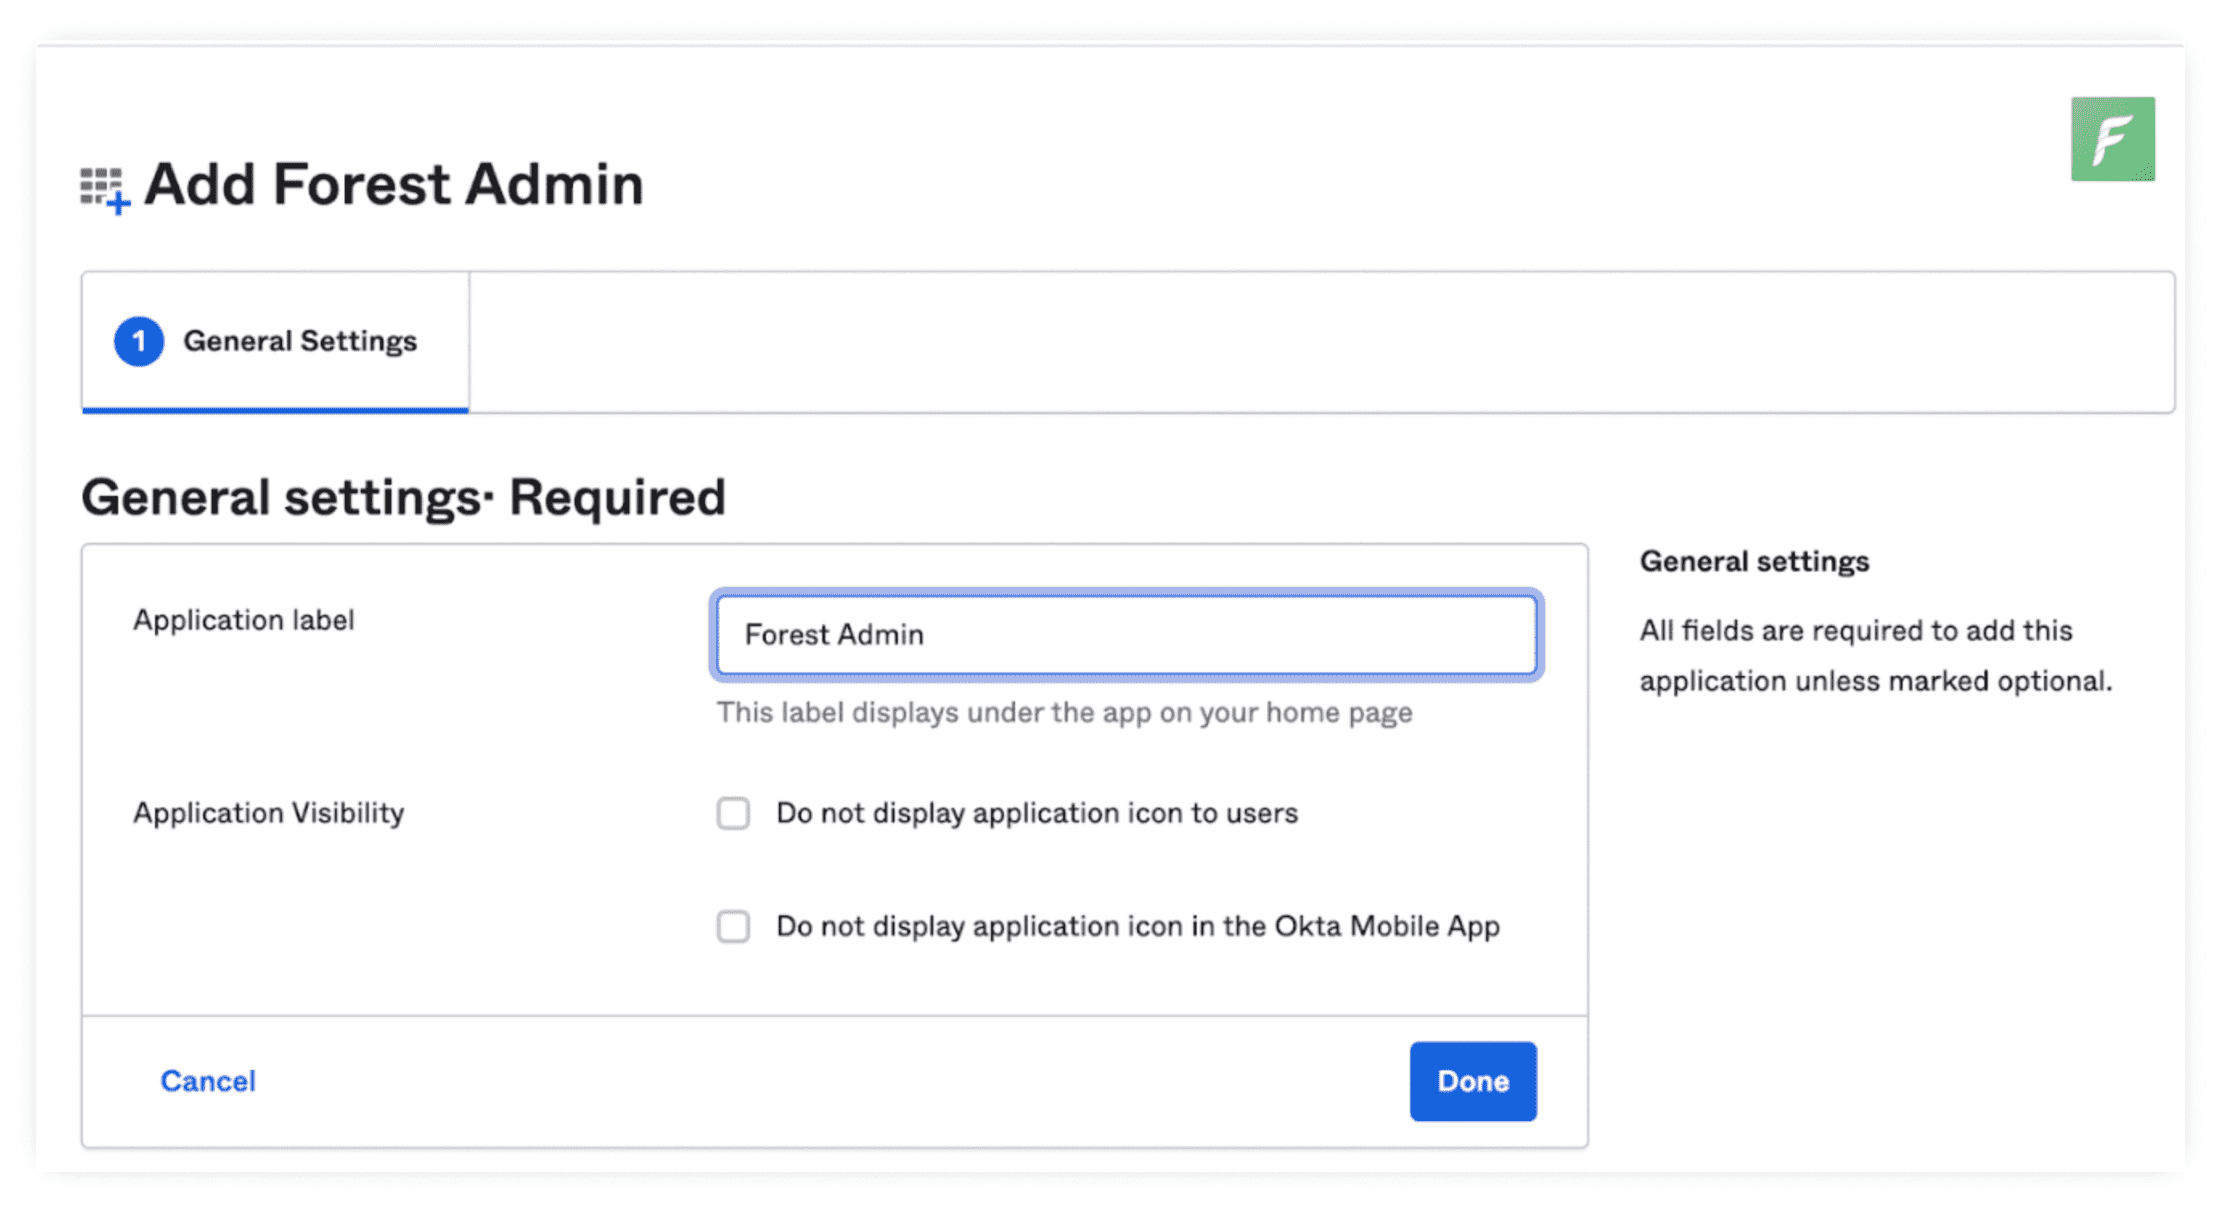 F
Add Forest Admin
1 General Settings
General settings· Required
Application label
Forest Admin
This label displays under the app on your home page
Application Visibility
Do not display application icon to users
Do not display application icon in the Okta Mobile App
Cancel
Done
General settings
All fields are required to add this
application unless marked optional.